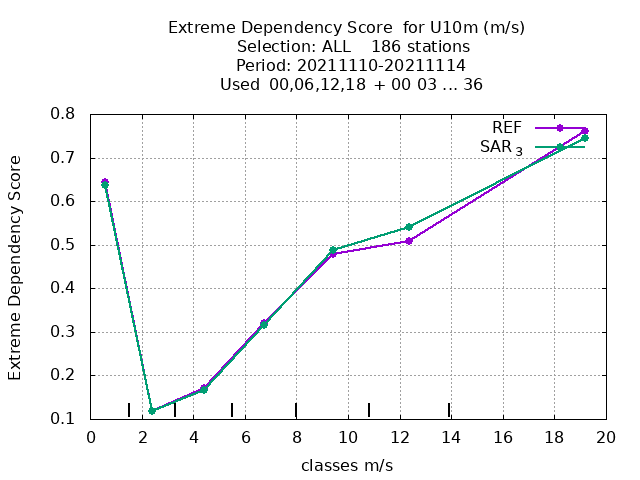 Extreme Dependency Score  for U10m (m/s)
Selection: ALL    186 stations
Period: 20211110-20211114
Used  00,06,12,18  + 00 03 ... 36
Extreme Dependency Score
0.8
0.7
0.6
0.5
0.4
0.3
0.2
0.1
REF
SAR 3
0 2 4 6 8 10 12 14 16 18 20
classes m/s